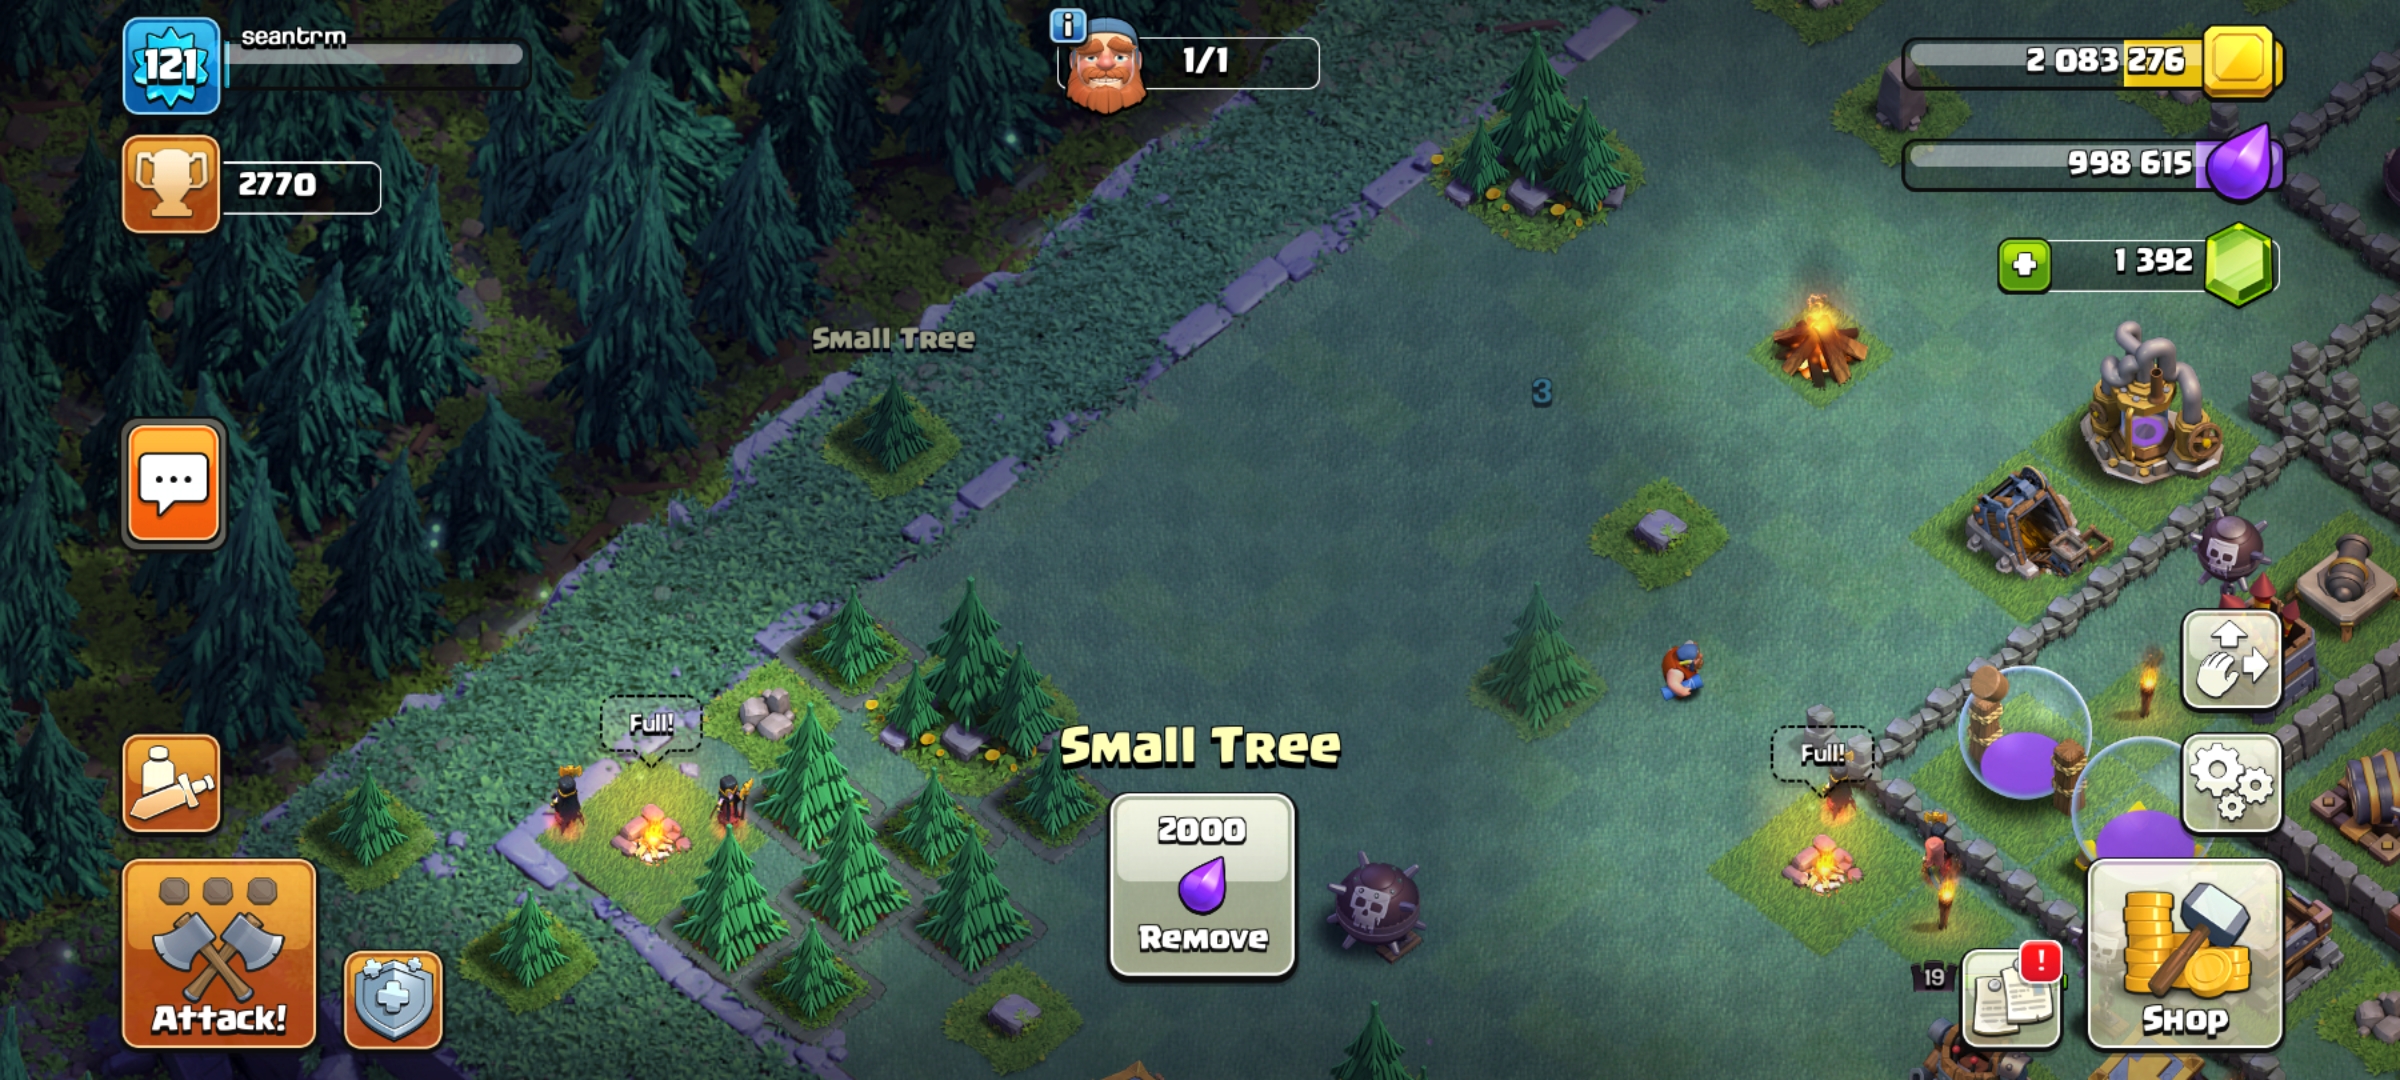 121
seantrm
1/1
2 083 276
2770
998 615
1 392
Small Tree
3
Full!
Small Tree
Full!
2000
Remove
19
!
Attack!
Shop